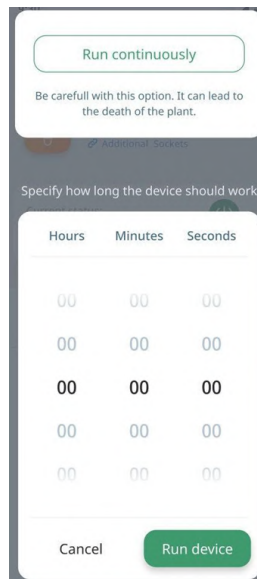 Run continuously
Be carefull with this option. It can lead to
the death of the plant.
Additional Sockets
Specify how long the device should work
Current status
Hours Minutes Seconds
00 00 00
00 00 00
00 00 00
00 00 00
00 00 00
Cancel Run device